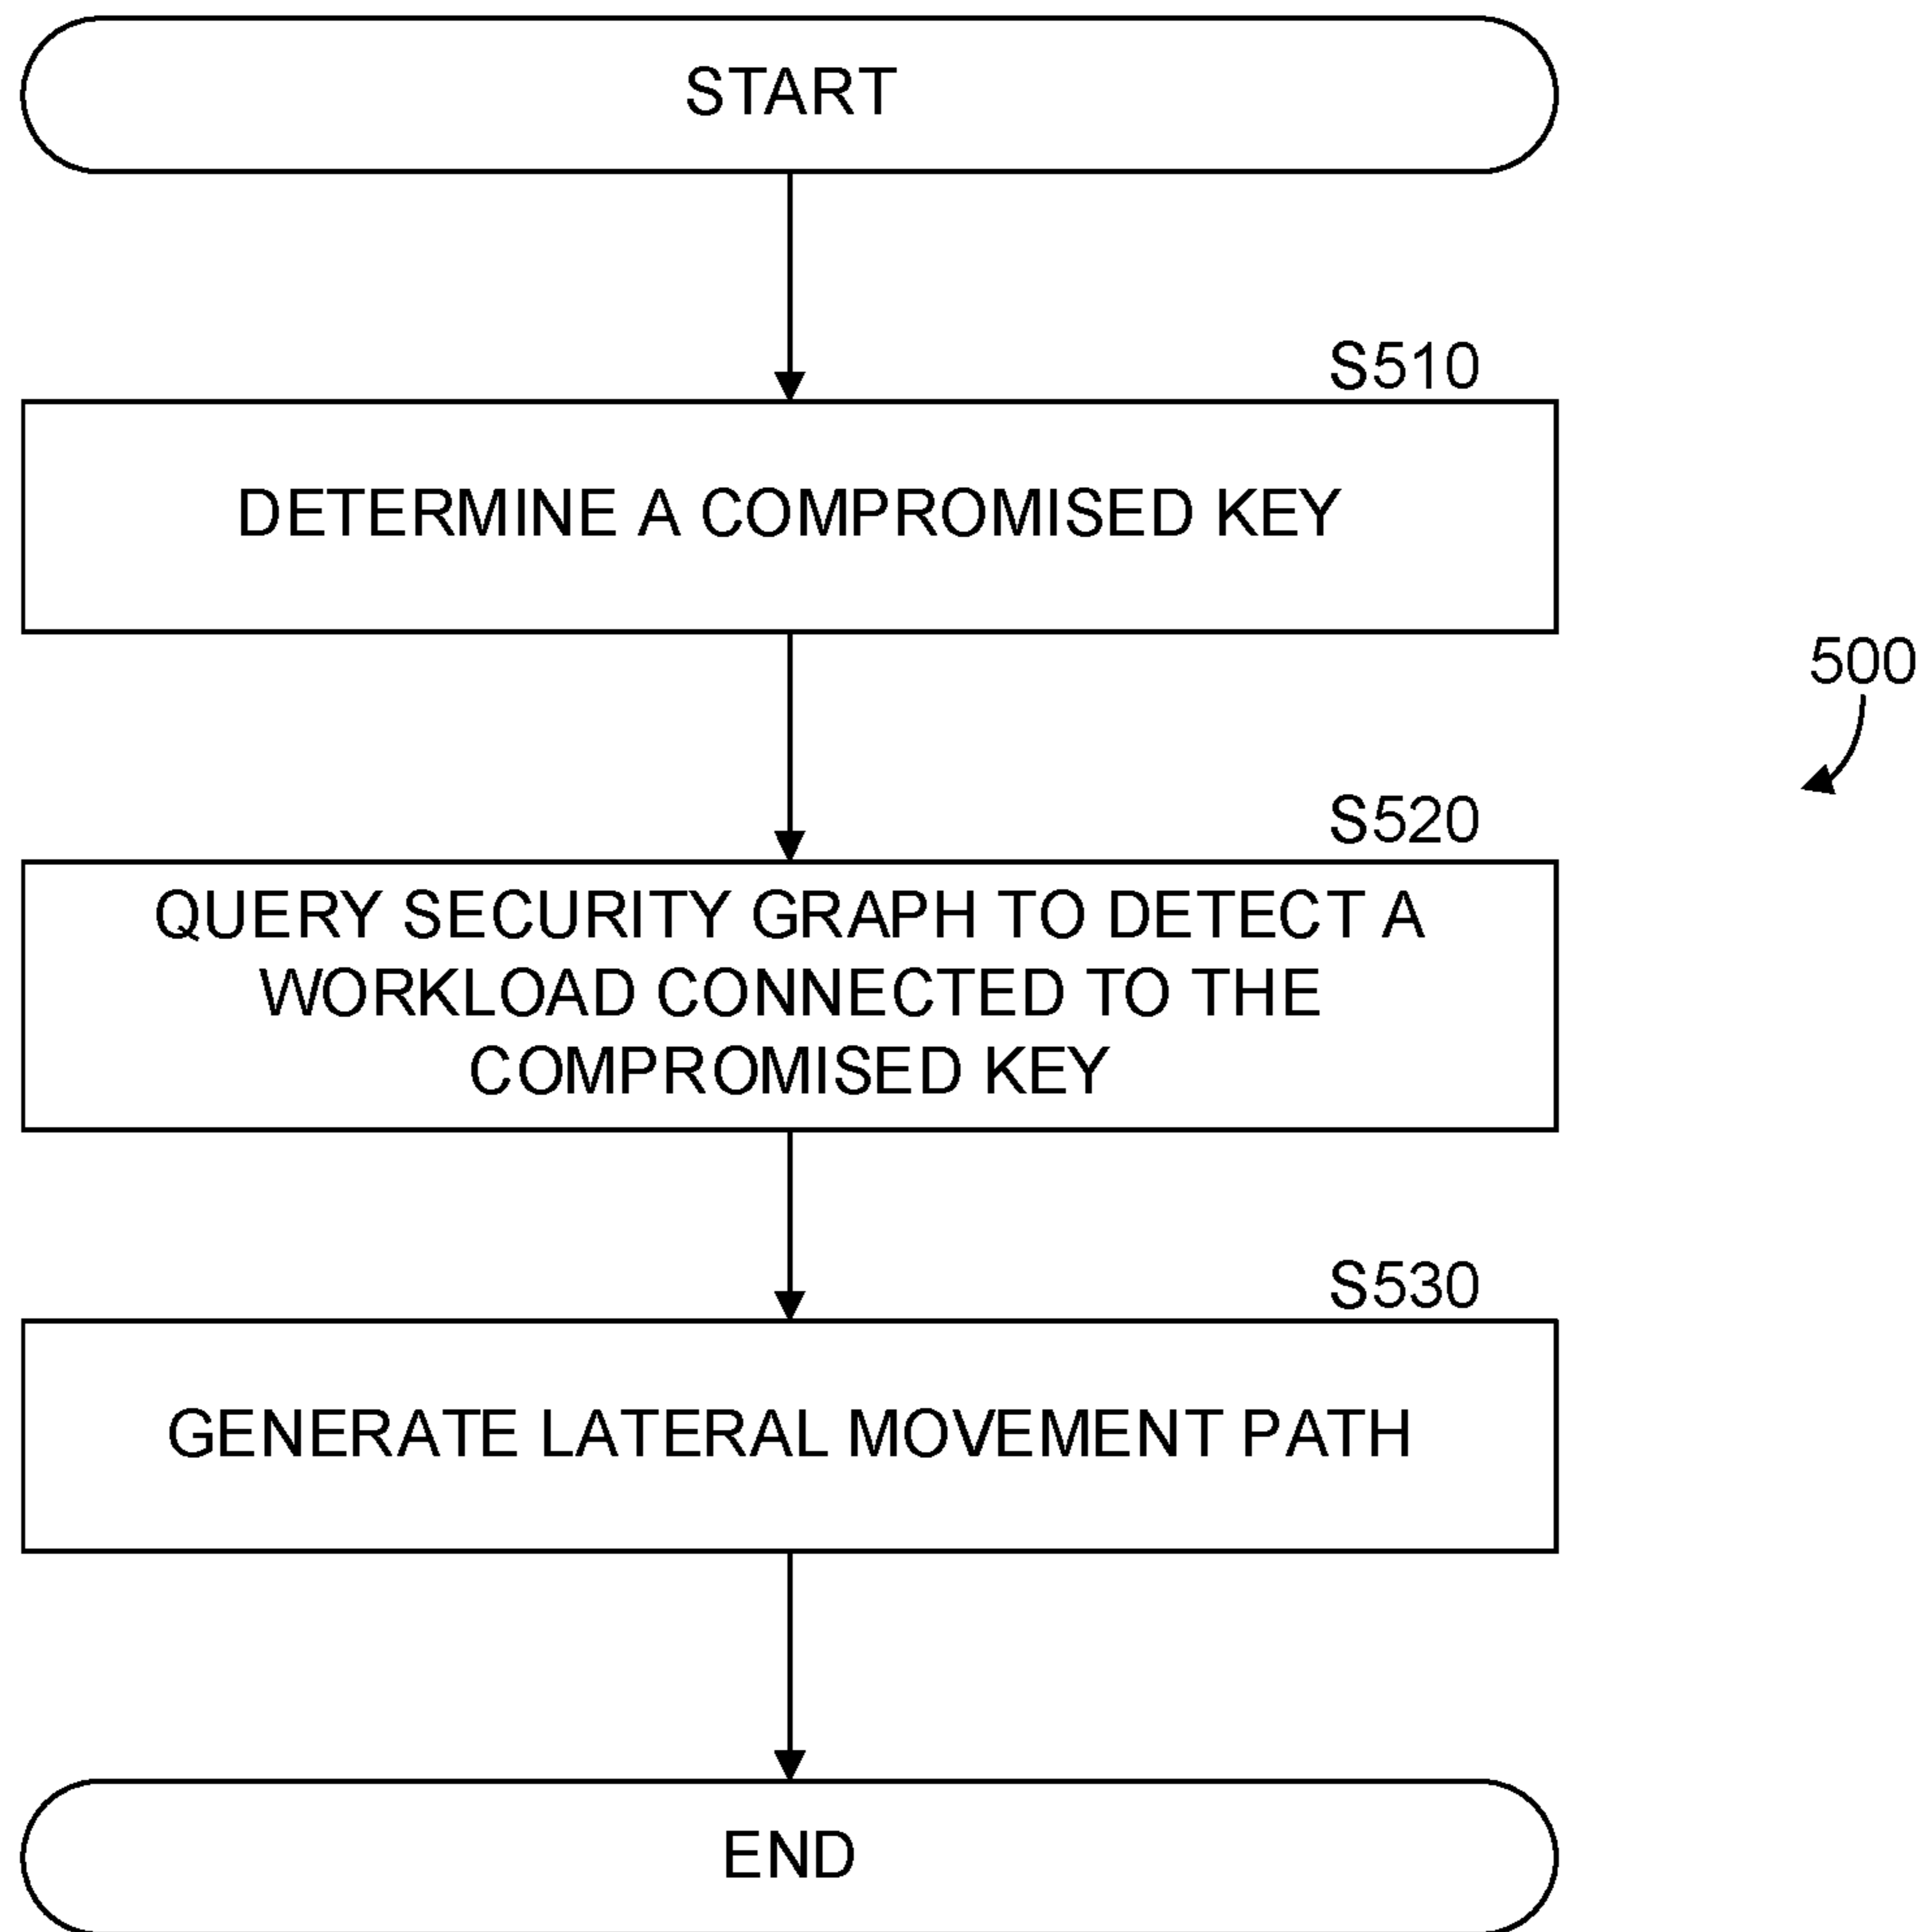 START
S510
DETERMINE A COMPROMISED KEY
500
S520
QUERY SECURITY GRAPH TO DETECT A
WORKLOAD CONNECTED TO THE
COMPROMISED KEY
S530
GENERATE LATERAL MOVEMENT PATH
END